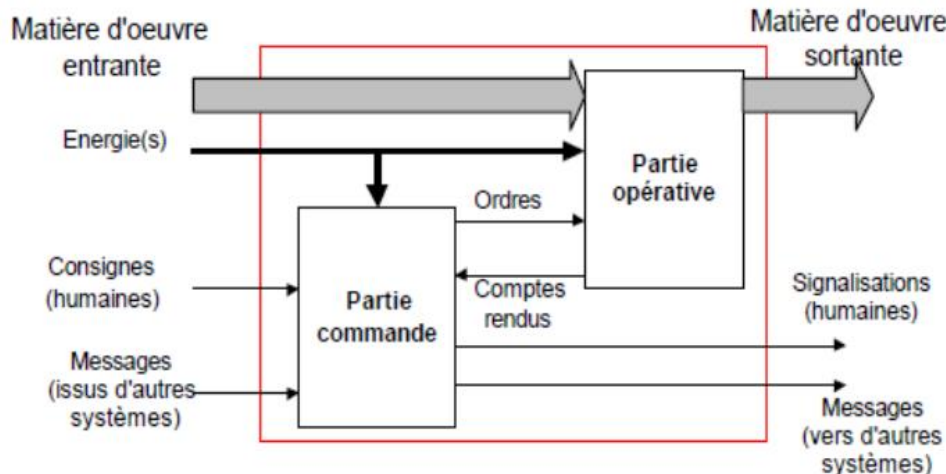 Matière d'oeuvre
entrante
Matière d'oeuvre
sortante
Energie(s)
Partie
opérative
Ordres
Consignes
(humaines)
Partie
commande
Comptes
rendus
Signalisations
(humaines)
Messages
(issus d'autres
systèmes)
Messages
(vers d'autres
systèmes)